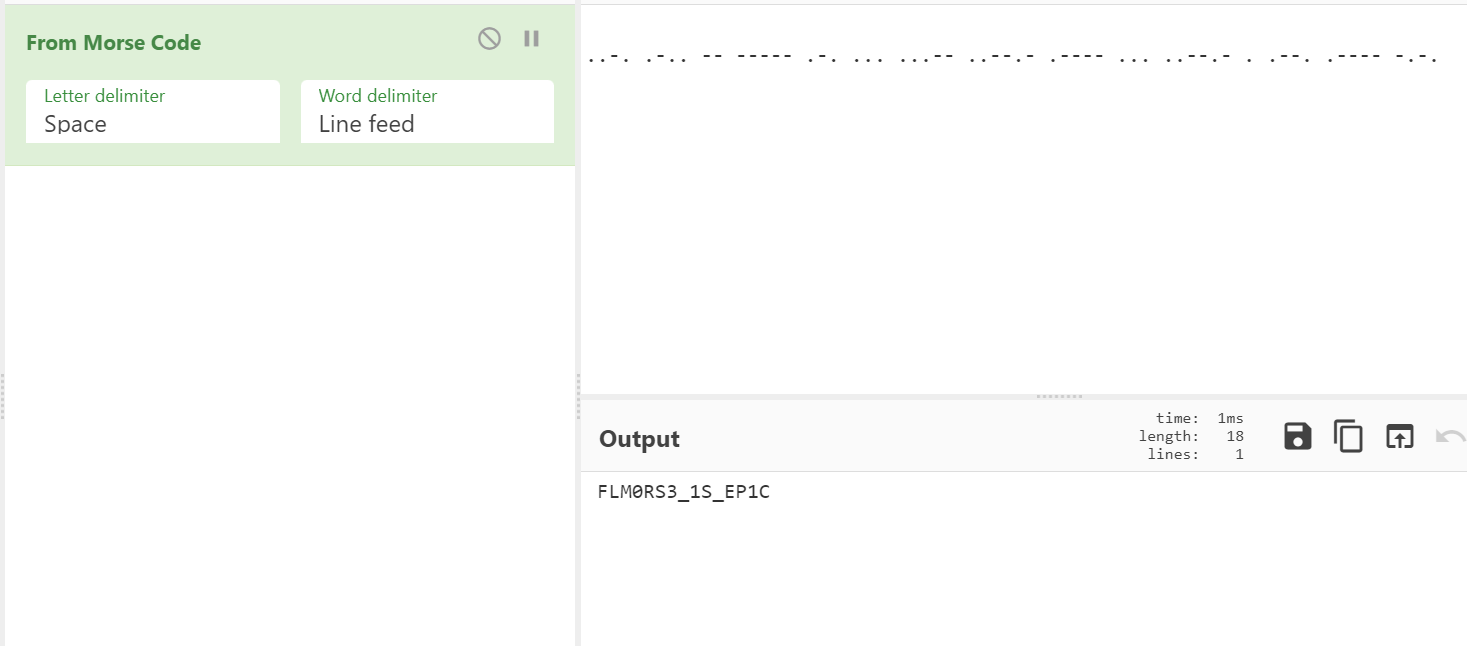 From Morse Code
Letter delimiter
Space
Word delimiter
Line feed
..-. .-.. -- ----- .-. ... ...-- ..--.- .---- ... ..--.- . .--. .---- -.-.
Output
time: 1ms
length: 18
lines: 1
FLM0RS3_1S_EP1C